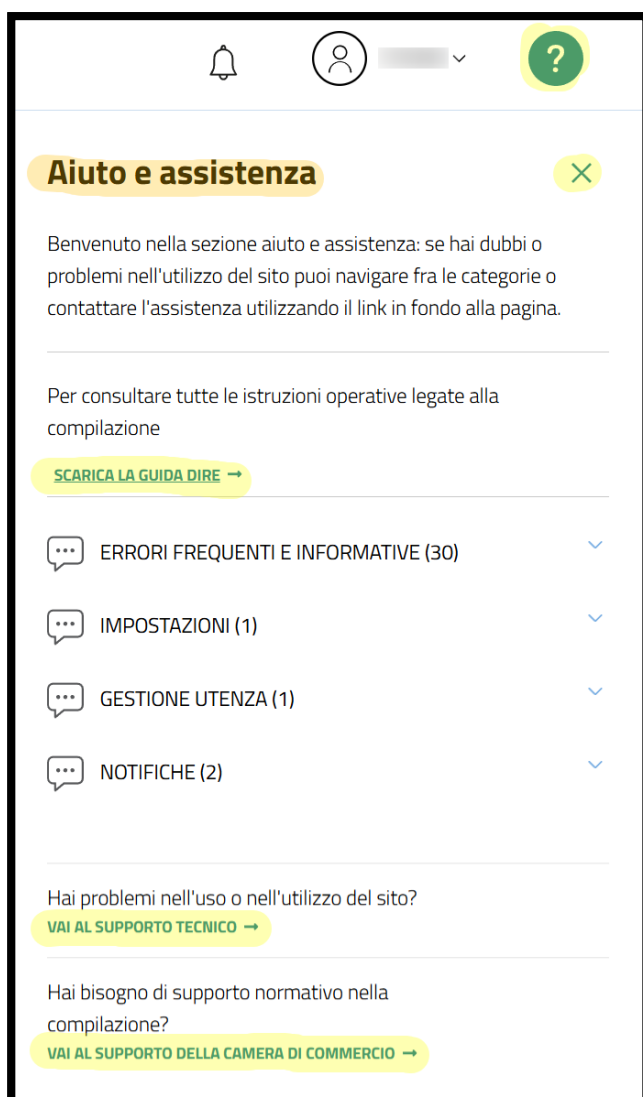 ?
Aiuto e assistenza
Benvenuto nella sezione aiuto e assistenza: se hai dubbi o
problemi nell'utilizzo del sito puoi navigare fra le categorie o
contattare l'assistenza utilizzando il link in fondo alla pagina.
Per consultare tutte le istruzioni operative legate alla
compilazione
SCARICA LA GUIDA DIRE →
ERRORI FREQUENTI E INFORMATIVE (30)
IMPOSTAZIONI (1)
GESTIONE UTENZA (1)
NOTIFICHE (2)
Hai problemi nell'uso o nell'utilizzo del sito?
VAI AL SUPPORTO TECNICO →
Hai bisogno di supporto normativo nella
compilazione?
VAI AL SUPPORTO DELLA CAMERA DI COMMERCIO →